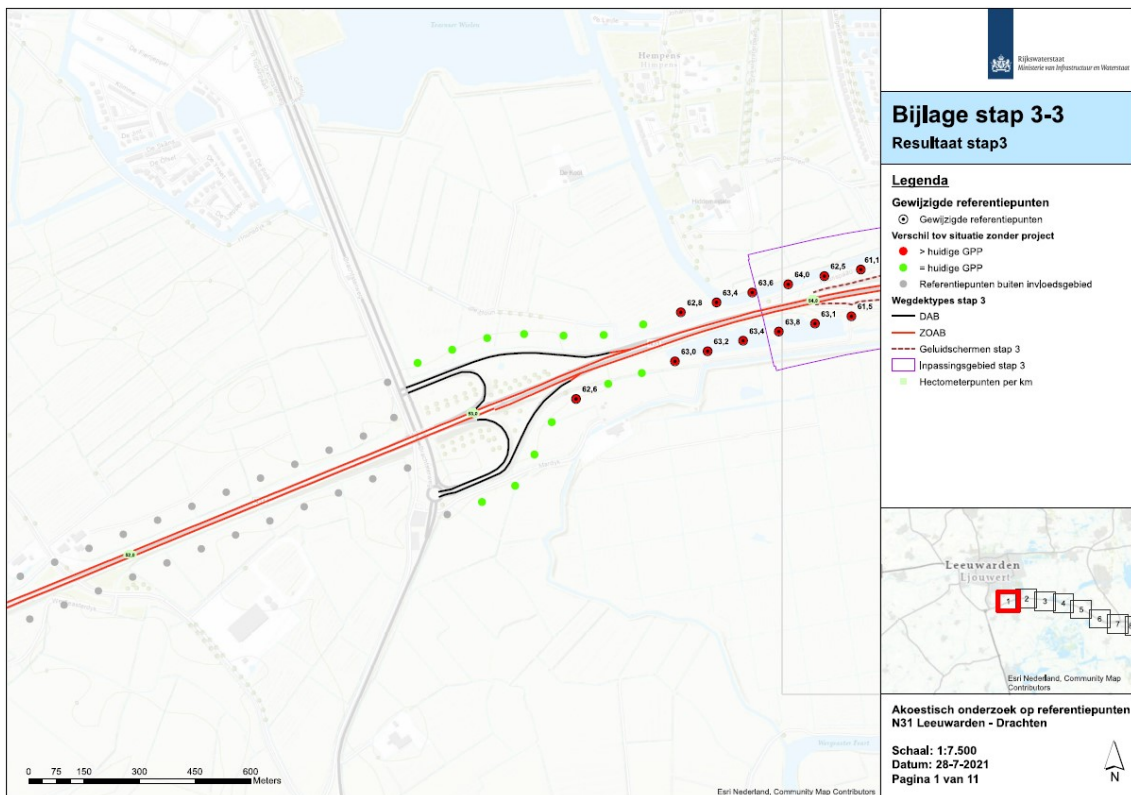 Hempens
Himpens
62,8
63,4
63,6
64,0
62,5
61,1
63,0
63,2
63,4
63,8
63,1
61,5
62,6
0
75
150
300
450
600
Meters
Esri Nederland, Community Map Contributors
Rijkswaterstaat
Ministerie van Infrastructuur en Waterstaat
Bijlage stap 3-3
Resultaat stap3
Legenda
Gewijzigde referentiepunten
Gewijzigde referentiepunten
Verschil tov situatie zonder project
> huidige GPP
= huidige GPP
Referentiepunten buiten invloedsgebied
Wegdektypes stap 3
DAB
ZOAB
Geluidschermen stap 3
Inpassingsgebied stap 3
Hectometerpunten per km
Leeuwarden
Ljouwert
1
2
3
4
5
6
7
Esri Nederland, Community Map
Contributors
Akoestisch onderzoek op referentiepunten
N31 Leeuwarden - Drachten
Schaal: 1:7.500
Datum: 28-7-2021
Pagina 1 van 11
N